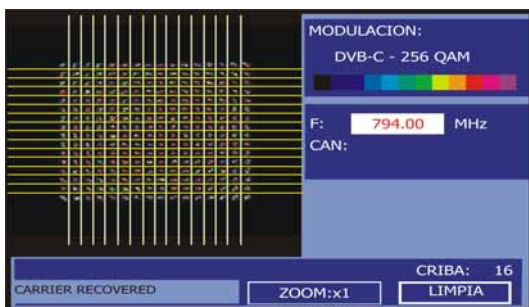 MODULACION:
DVB-C - 256 QAM
F: 794.00 MHz
CAN:
CRIBA: 16
CARRIER RECOVERED
ZOOM:x1
LIMPIA